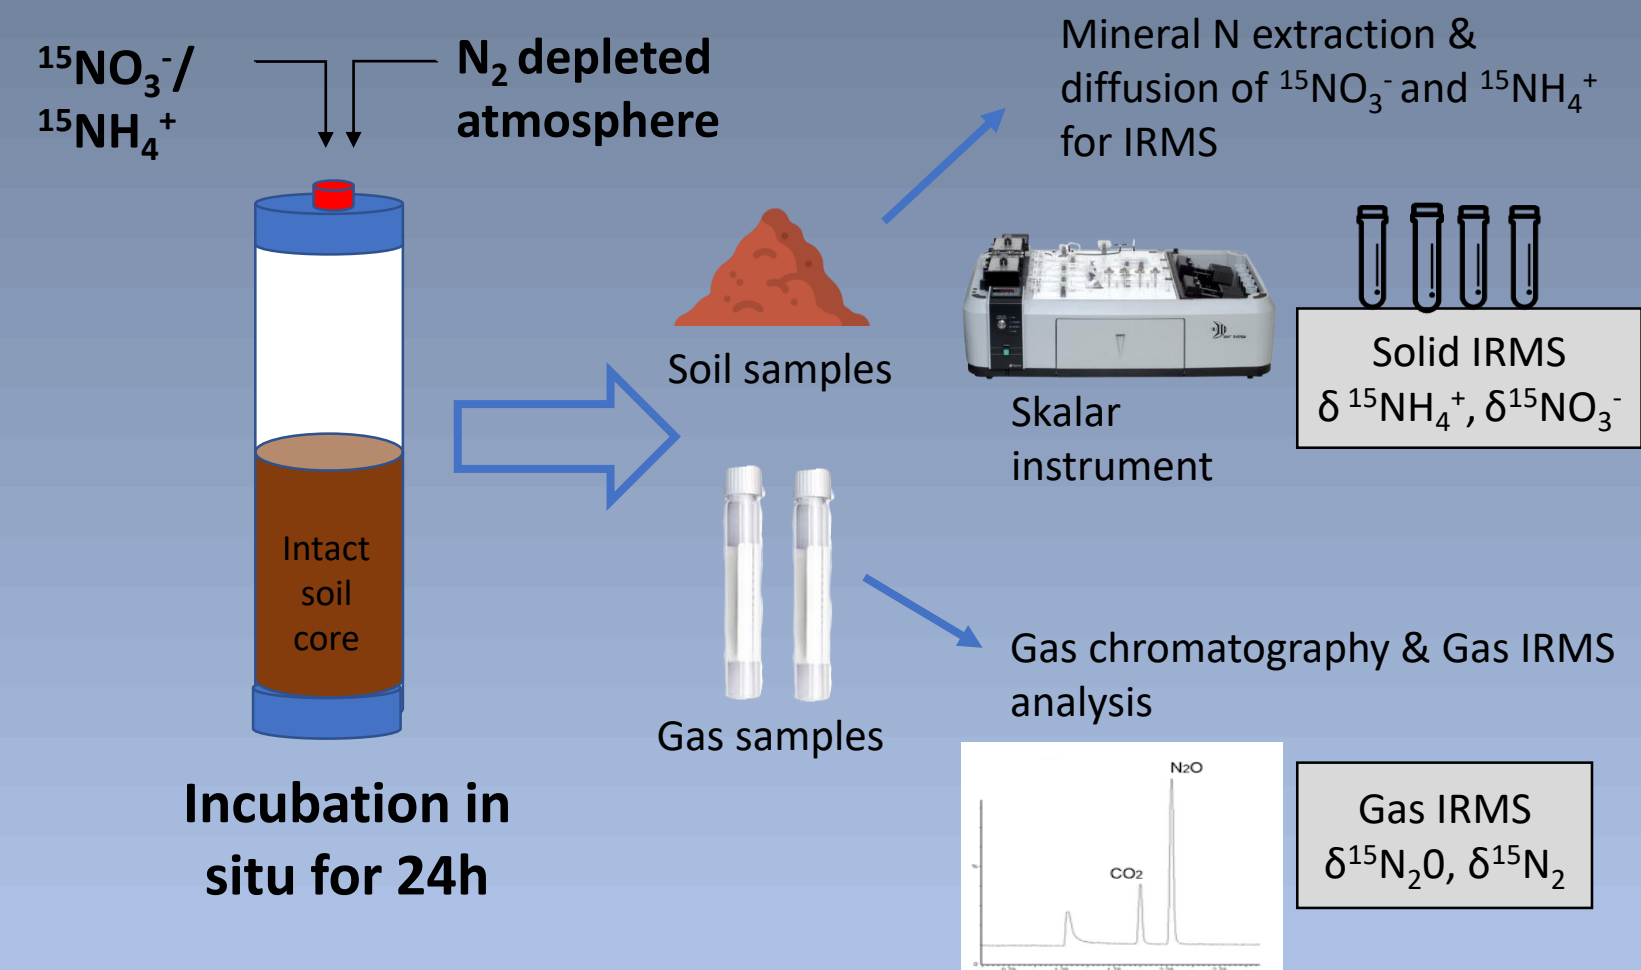 ¹⁵NO₃⁻/
¹⁵NH₄⁺
N₂ depleted
atmosphere
Intact
soil
core
Incubation in
situ for 24h
Soil samples
Gas samples
Mineral N extraction &
diffusion of ¹⁵NO₃⁻ and ¹⁵NH₄⁺
for IRMS
Skalar
instrument
Solid IRMS
δ ¹⁵NH₄⁺, δ¹⁵NO₃⁻
Gas chromatography & Gas IRMS
analysis
N₂O
CO₂
Gas IRMS
δ¹⁵N₂0, δ¹⁵N₂